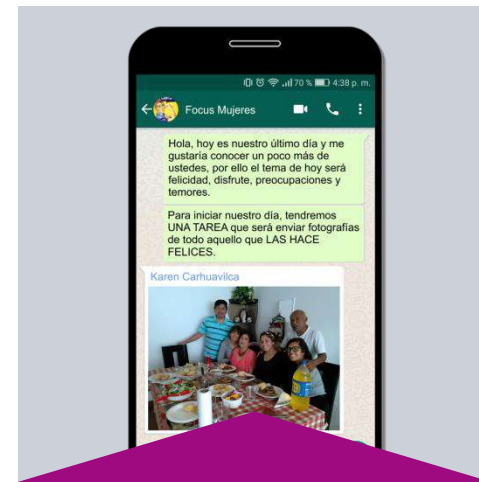 70 % 4:38 p. m.
Focus Mujeres
Hola, hoy es nuestro último día y me
gustaria conocer un poco más de
ustedes, por ello el tema de hoy será
felicidad, disfrute, preocupaciones y
temores.
Para iniciar nuestro día, tendremos
UNA TAREA que será enviar fotografías
de todo aquello que LAS HACE
FELICES.
Karen Carhuavilca